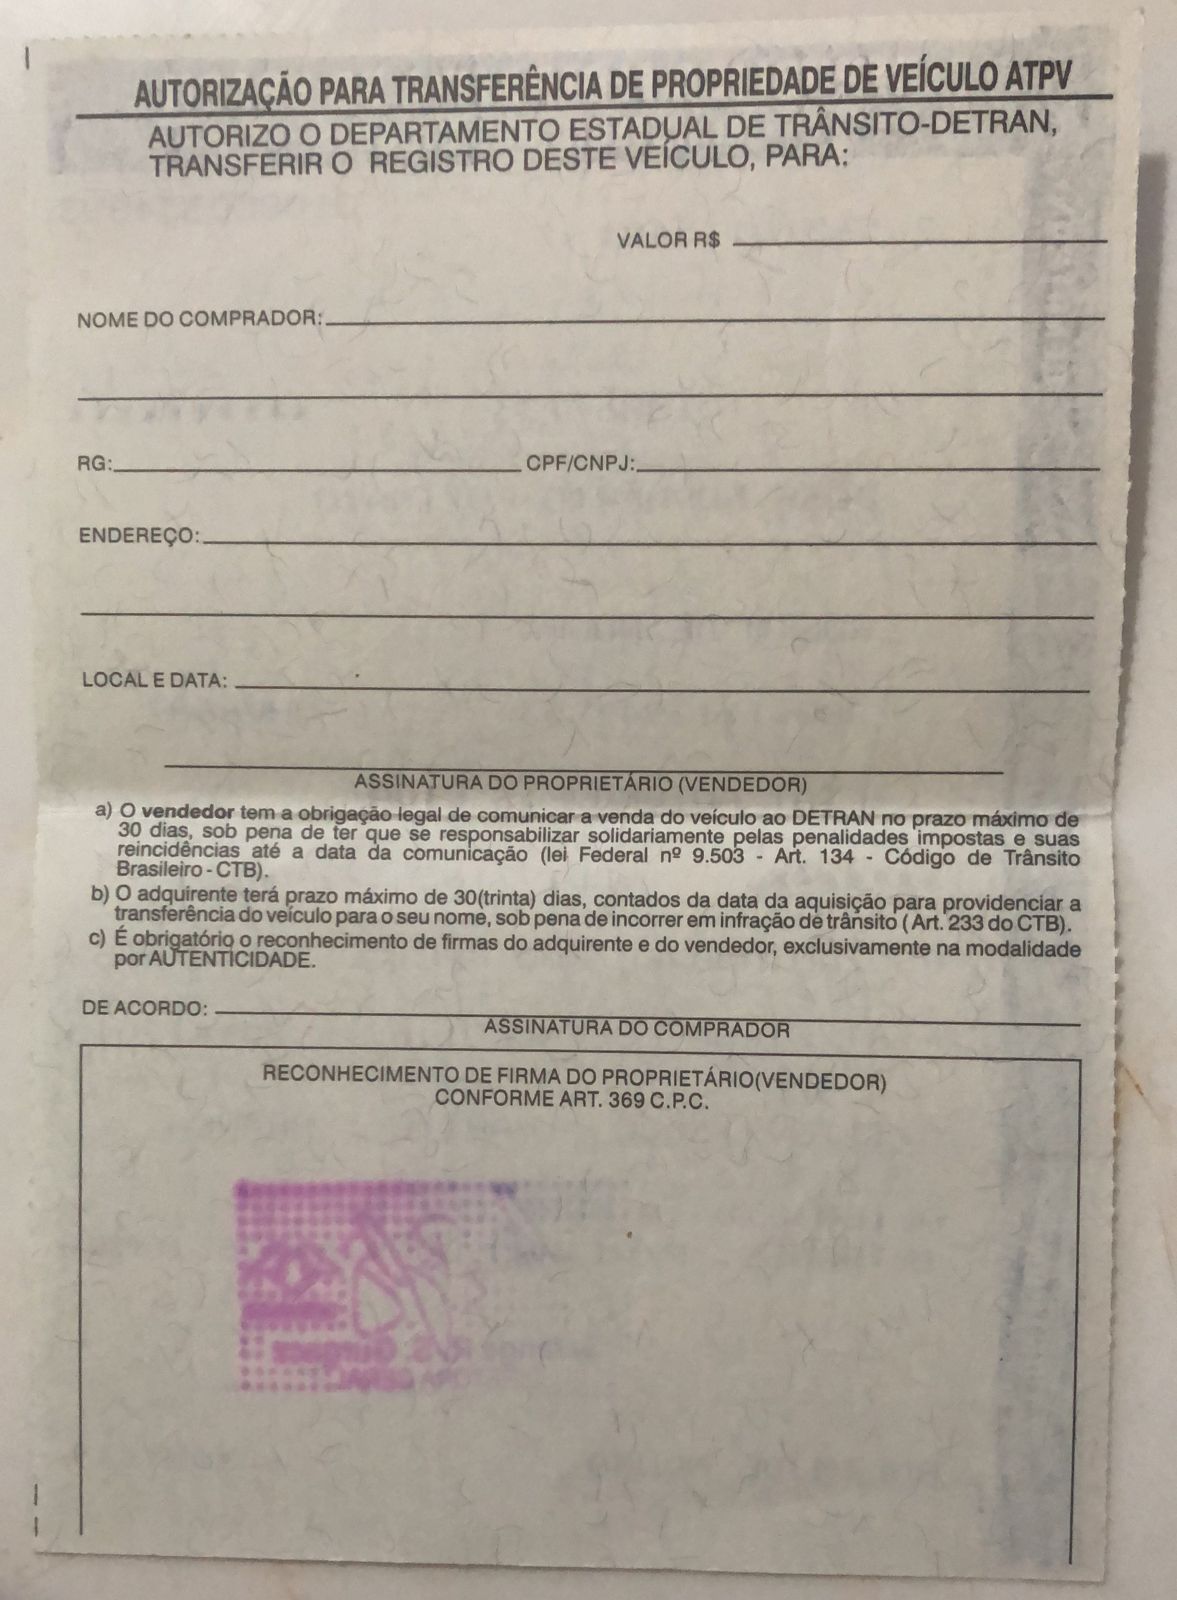 AUTORIZAÇÃO PARA TRANSFERÊNCIA DE PROPRIEDADE DE VEÍCULO ATPV
AUTORIZO O DEPARTAMENTO ESTADUAL DE TRÂNSITO-DETRAN,
TRANSFERIR O REGISTRO DESTE VEÍCULO, PARA:
VALOR R$
NOME DO COMPRADOR:
RG: CPF/CNPJ:
ENDEREÇO:
LOCAL E DATA:
ASSINATURA DO PROPRIETÁRIO (VENDEDOR)
a) O vendedor tem a obrigação legal de comunicar a venda do veículo ao DETRAN no prazo máximo de
30 dias, sob pena de ter que se responsabilizar solidariamente pelas penalidades impostas e suas
reincidências até a data da comunicação (lei Federal nº 9.503 - Art. 134 - Código de Trânsito
Brasileiro - CTB).
b) O adquirente terá prazo máximo de 30(trinta) dias, contados da data da aquisição para providenciar a
transferência do veículo para o seu nome, sob pena de incorrer em infração de trânsito ( Art. 233 do CTB).
c) É obrigatório o reconhecimento de firmas do adquirente e do vendedor, exclusivamente na modalidade
por AUTENTICIDADE.
DE ACORDO:
ASSINATURA DO COMPRADOR
RECONHECIMENTO DE FIRMA DO PROPRIETÁRIO(VENDEDOR)
CONFORME ART. 369 C.P.C.